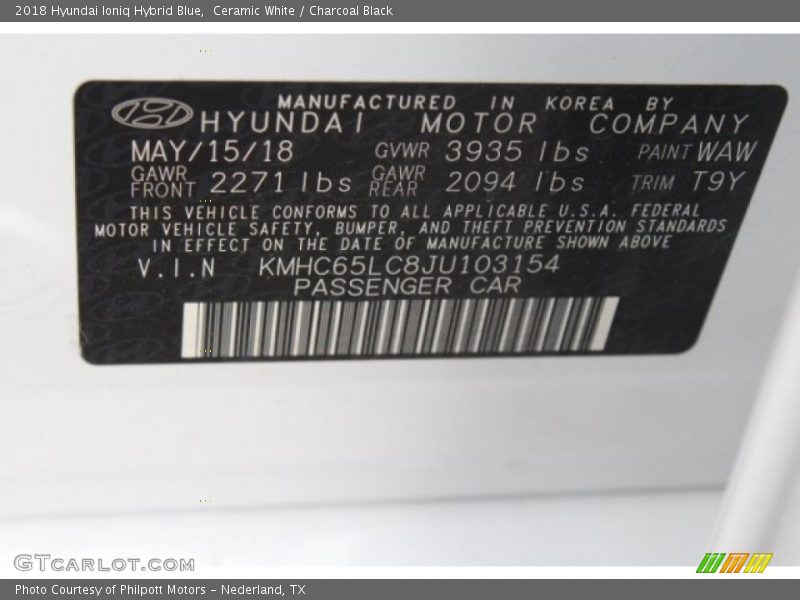 2018 Hyundai Ioniq Hybrid Blue, Ceramic White / Charcoal Black
MANUFACTURED IN KOREA BY
HYUNDAI MOTOR COMPANY
MAY/15/18 GVWR 3935 lbs PAINT WAW
GAWR FRONT 2271 lbs GAWR REAR 2094 lbs TRIM T9Y
THIS VEHICLE CONFORMS TO ALL APPLICABLE U.S.A. FEDERAL
MOTOR VEHICLE SAFETY, BUMPER, AND THEFT PREVENTION STANDARDS
IN EFFECT ON THE DATE OF MANUFACTURE SHOWN ABOVE
V.I.N KMHC65LC8JU103154
PASSENGER CAR
GTCARLOT.COM
Photo Courtesy of Philpott Motors - Nederland, TX